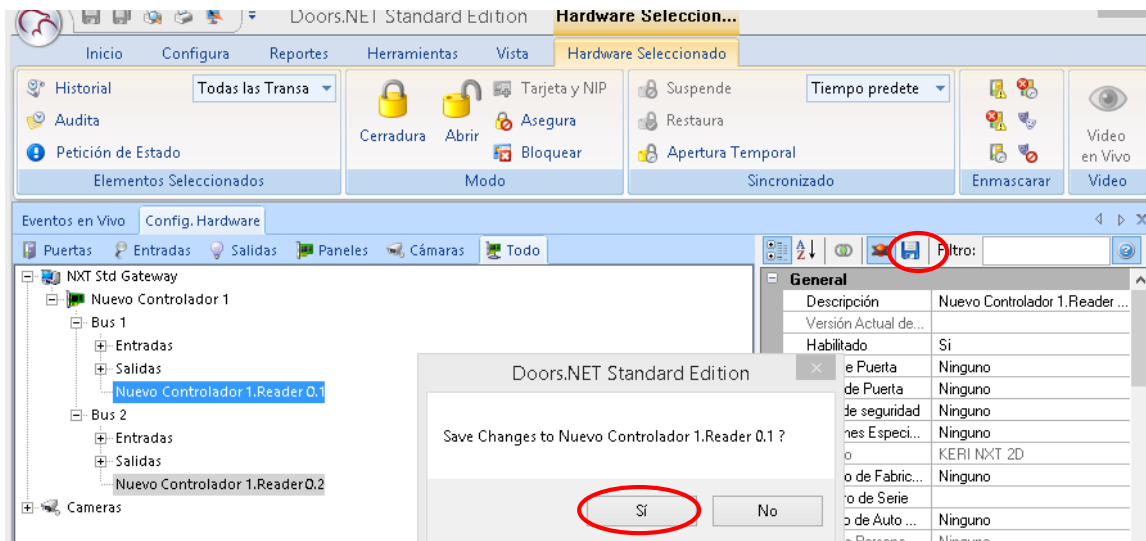 Doors.NET Standard Edition Hardware Seleccion...
Inicio Configura Reportes Herramientas Vista Hardware Seleccionado
Historial Todas las Transa Tarjeta y NIP Suspende Tiempo predete
Audita Cerradura Abrir Asegura Restaura Video en Vivo
Petición de Estado Bloquear Apertura Temporal
Elementos Seleccionados Modo Sincronizado Enmascarar Video
Eventos en Vivo Config. Hardware
Puertas Entradas Salidas Paneles Cámaras Todo Filtro:
NXT Std Gateway
Nuevo Controlador 1
Bus 1
Entradas
Salidas
Nuevo Controlador 1.Reader 0.1
Bus 2
Entradas
Salidas
Nuevo Controlador 1.Reader 0.2
Cameras
General
Descripción Nuevo Controlador 1.Reader ...
Versión Actual de...
Habilitado Si
e Puerta Ninguno
de Puerta Ninguno
de seguridad Ninguno
nes Especi... Ninguno
o KERI NXT 2D
o de Fabric... Ninguno
ro de Serie
o de Auto ... Ninguno
Doors.NET Standard Edition
Save Changes to Nuevo Controlador 1.Reader 0.1 ?
Sí No